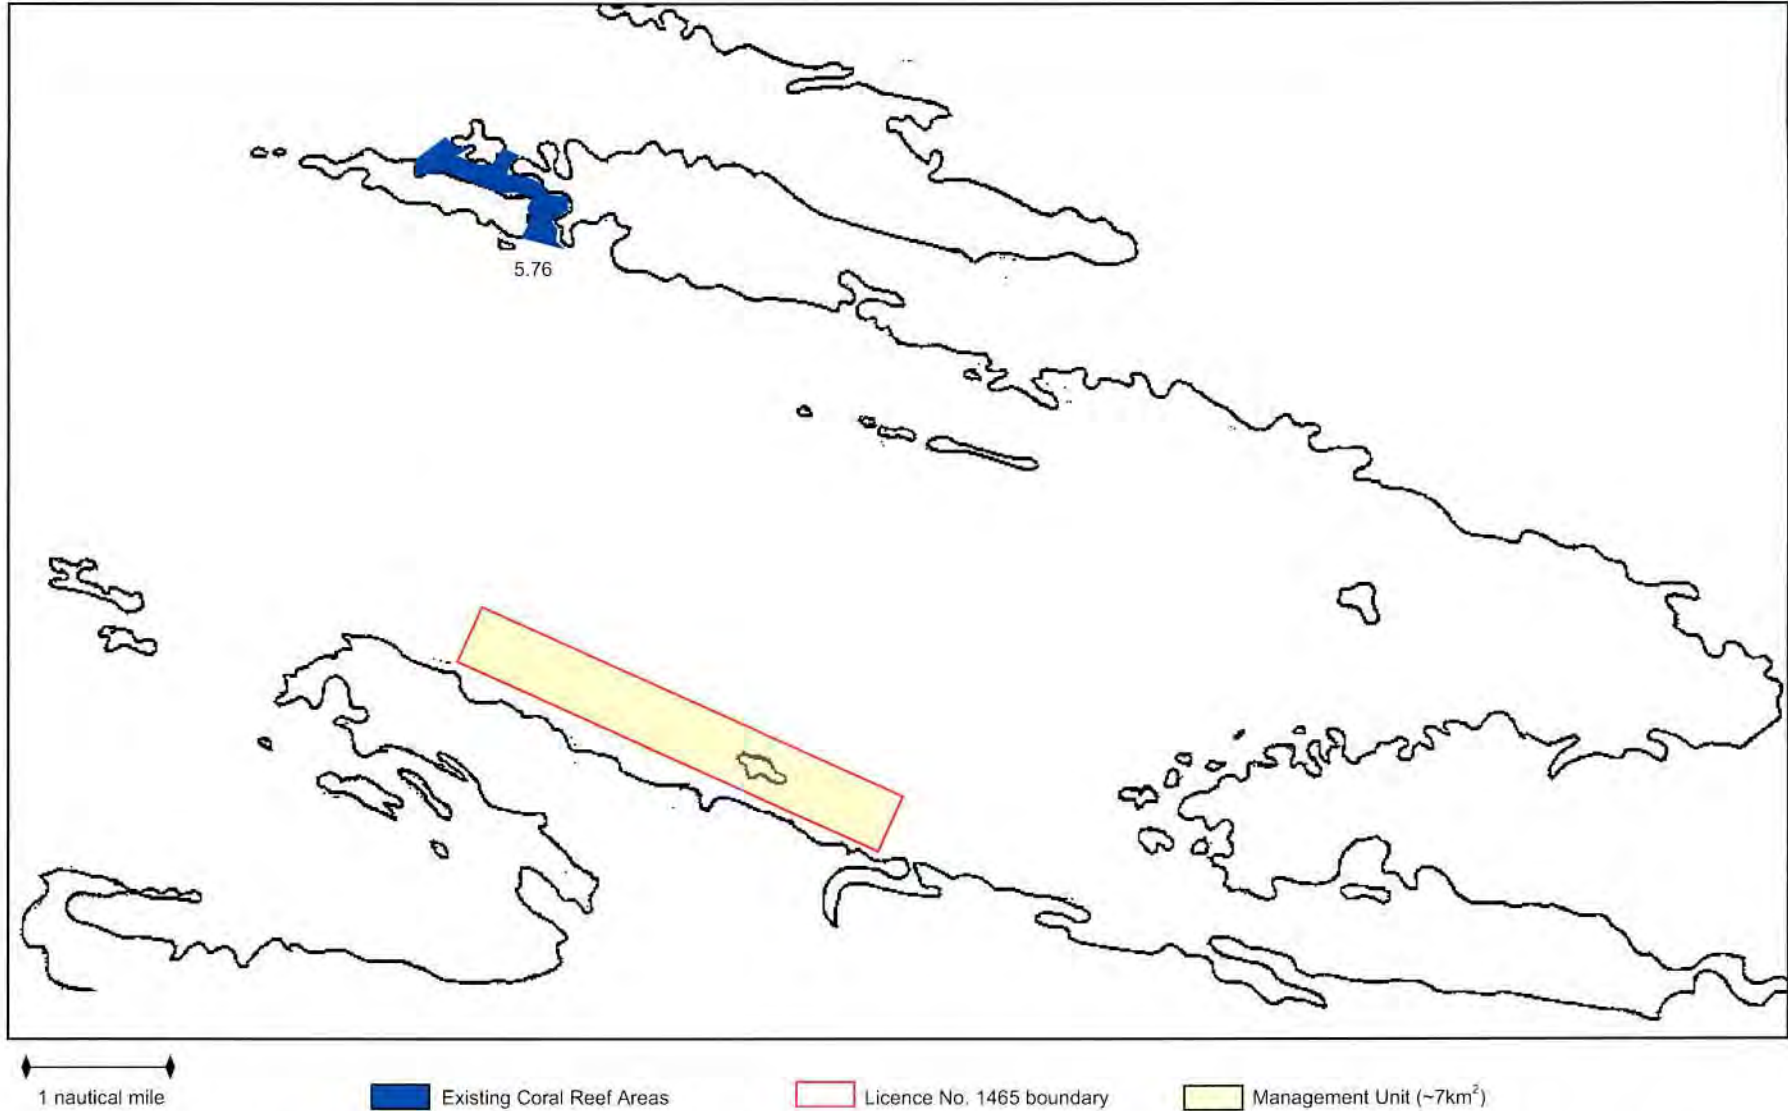 5.76
1 nautical mile
Existing Coral Reef Areas
Licence No. 1465 boundary
Management Unit (~7km²)